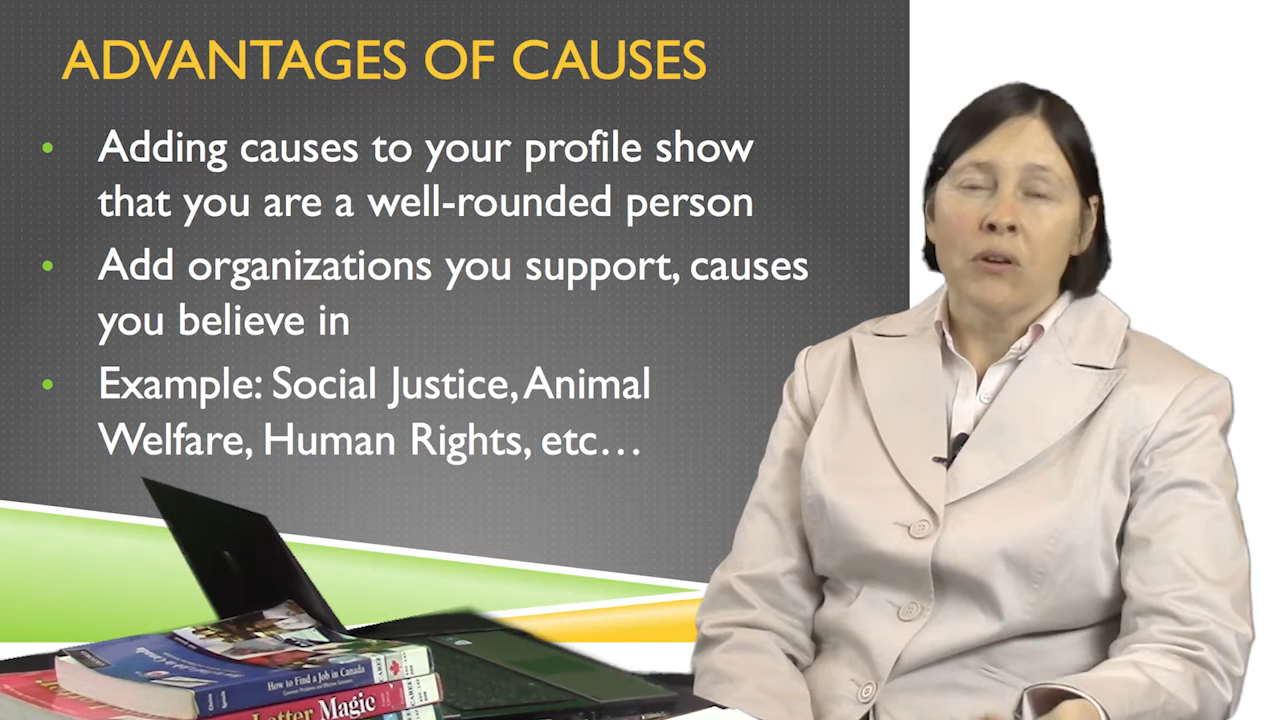 ADVANTAGES OF CAUSES
• Adding causes to your profile show
that you are a well-rounded person
• Add organizations you support, causes
you believe in
• Example: Social Justice, Animal
Welfare, Human Rights, etc…
How to Find a Job in Canada
Letter Magic